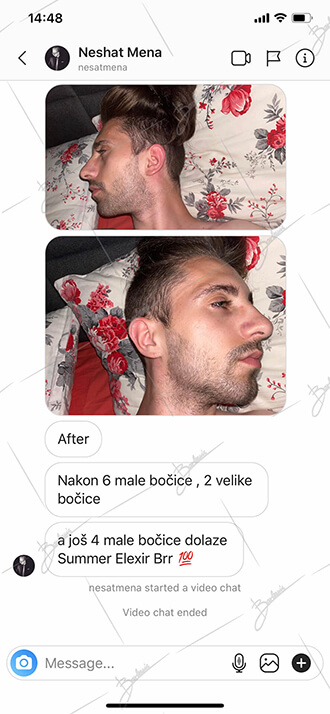 14:48
Neshat Mena
nesatmena
After
Nakon 6 male bočice , 2 velike
bočice
a još 4 male bočice dolaze
Summer Elexir Brr 💯
nesatmena started a video chat
Video chat ended
Message...